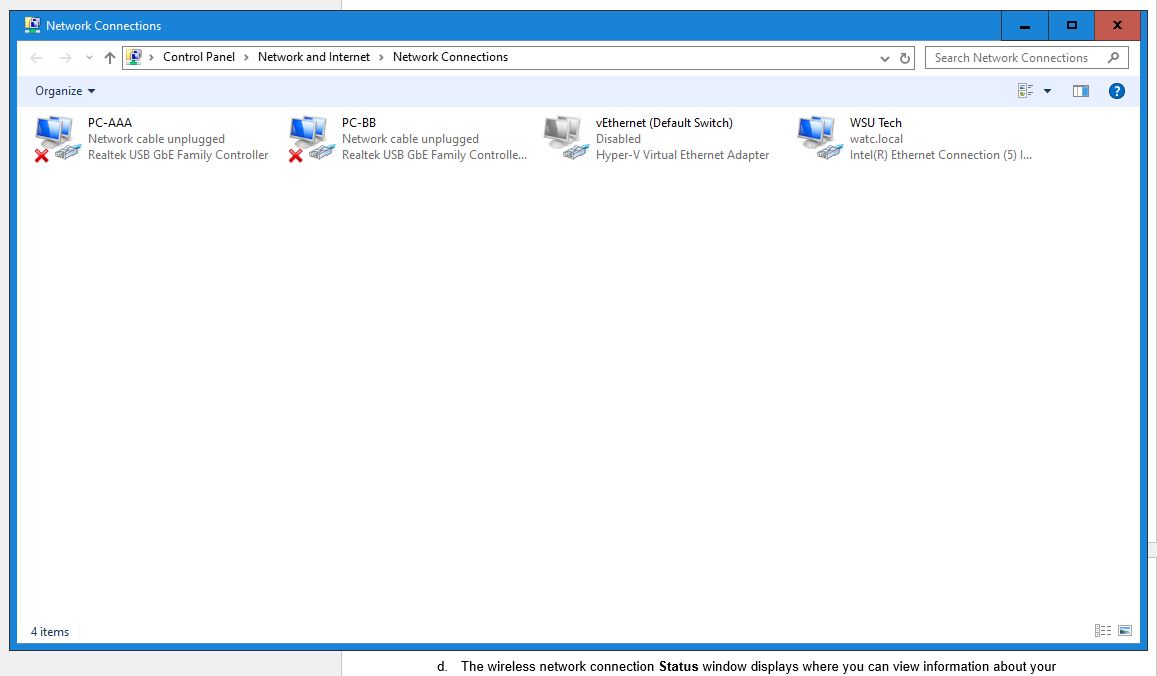 Network Connections
Control Panel > Network and Internet > Network Connections
Search Network Connections
Organize
PC-AAA
Network cable unplugged
Realtek USB GbE Family Controller
PC-BB
Network cable unplugged
Realtek USB GbE Family Controlle...
vEthernet (Default Switch)
Disabled
Hyper-V Virtual Ethernet Adapter
WSU Tech
watc.local
Intel(R) Ethernet Connection (5) I...
4 items
d. The wireless network connection Status window displays where you can view information about your